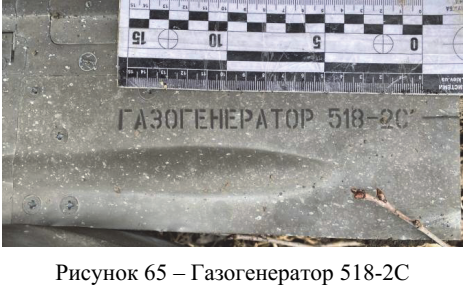 15 10 5 0
ГАЗОГЕНЕРАТОР 518-2С
Рисунок 65 – Газогенератор 518-2С